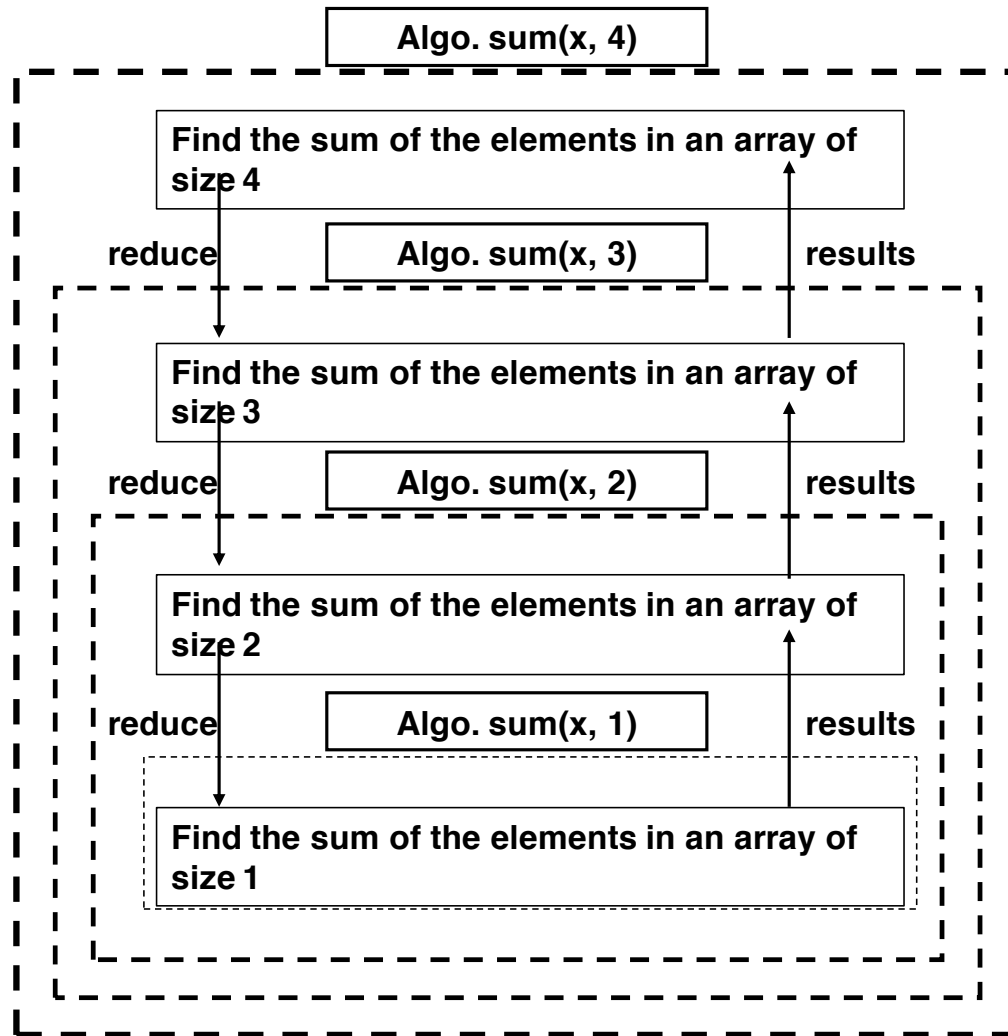 Algo. sum(x, 4)
Find the sum of the elements in an array of
size 4
reduce
Algo. sum(x, 3)
results
Find the sum of the elements in an array of
size 3
reduce
Algo. sum(x, 2)
results
Find the sum of the elements in an array of
size 2
reduce
Algo. sum(x, 1)
results
Find the sum of the elements in an array of
size 1